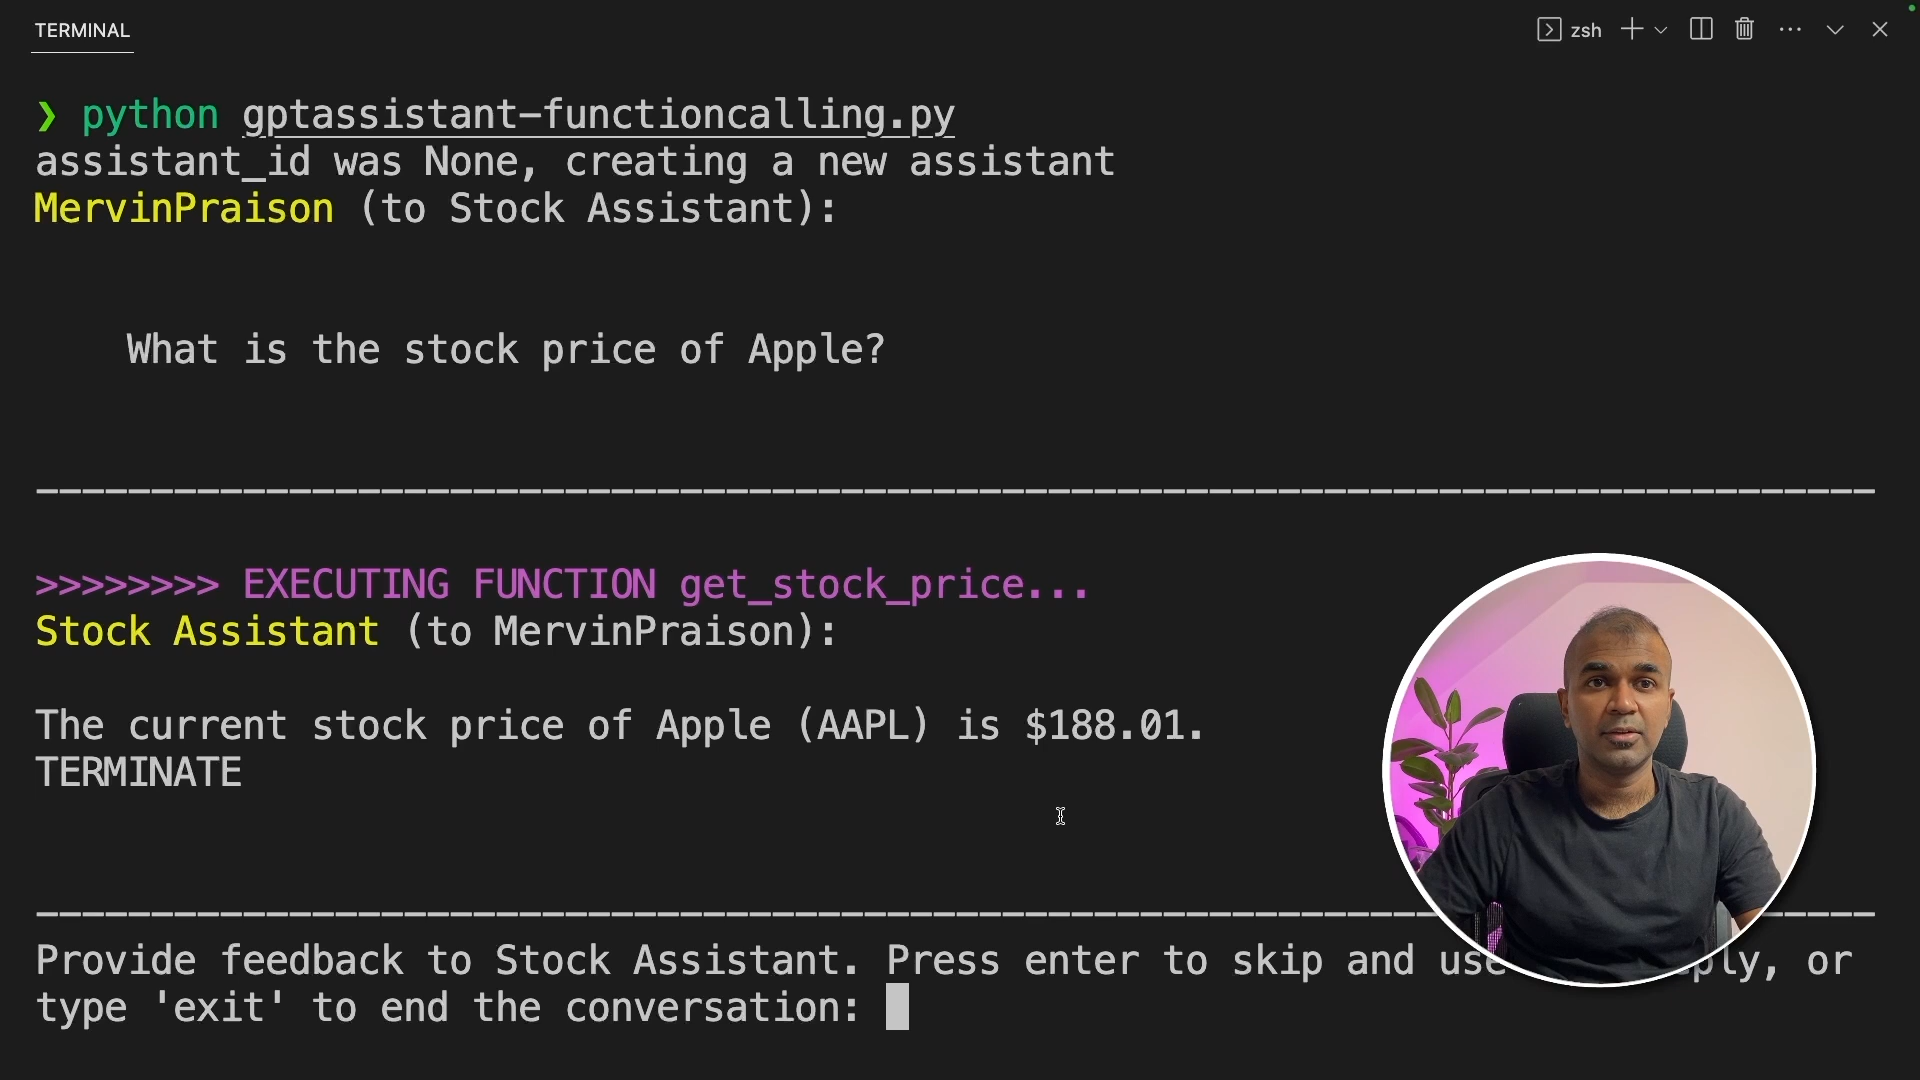 TERMINAL
zsh
❯ python gptassistant-functioncalling.py
assistant_id was None, creating a new assistant
MervinPraison (to Stock Assistant):
What is the stock price of Apple?
--------------------------------------------------------------------------------
>>>>>>>> EXECUTING FUNCTION get_stock_price...
Stock Assistant (to MervinPraison):
The current stock price of Apple (AAPL) is $188.01.
TERMINATE
--------------------------------------------------------------------------------
Provide feedback to Stock Assistant. Press enter to skip and use or
type 'exit' to end the conversation: